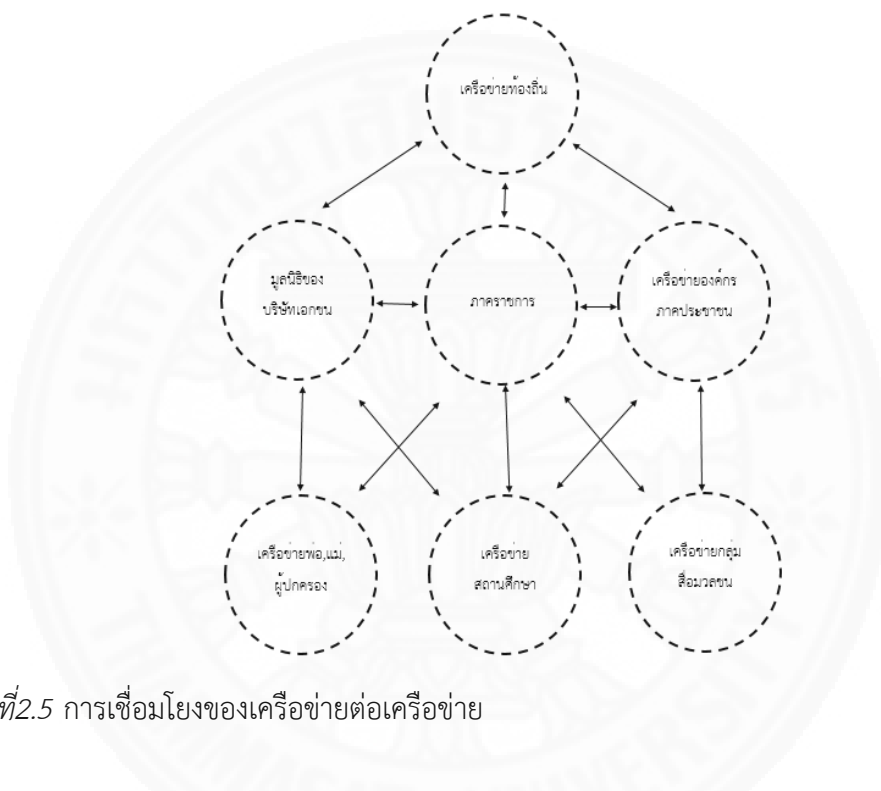 เครือข่ายท้องถิ่น
มูลนิธิของ
บริษัทเอกชน
ภาคราชการ
เครือข่ายองค์กร
ภาคประชาชน
เครือข่ายพ่อ,แม่,
ผู้ปกครอง
เครือข่าย
สถานศึกษา
เครือข่ายกลุ่ม
สื่อมวลชน
ที่2.5 การเชื่อมโยงของเครือข่ายต่อเครือข่าย